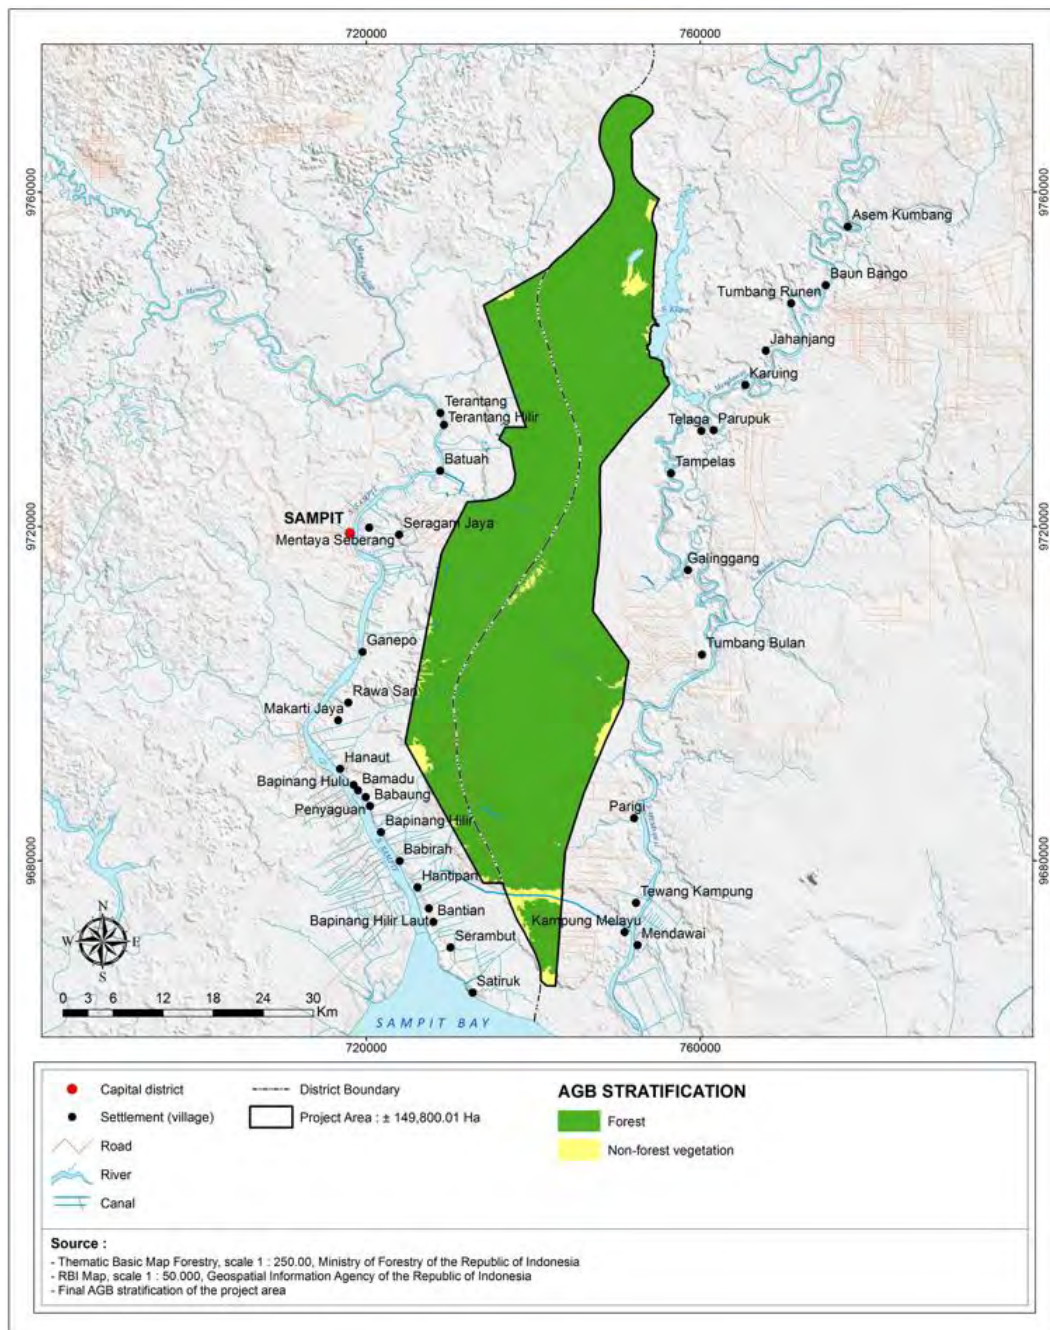 720000
760000
9760000
9760000
Asem Kumbang
Baun Bango
Tumbang Runen
Jahanjang
Karuing
Terantang
Terantang Hilir
Telaga
Parupuk
Batuah
Tampelas
SAMPIT
Seragam Jaya
Mentaya Seberang
9720000
9720000
Galinggang
Ganepo
Tumbang Bulan
Rawa Sari
Makarti Jaya
Hanaut
Bapinang Hulu
Bamadu
Babaung
Penyaguan
Parigi
Bapinang Hilir
Babirah
9680000
9680000
Hantipan
Tewang Kampung
Bantian
Bapinang Hilir Laut
Kampung Melayu
Serambut
Mendawai
N
W
E
S
Satiruk
0 3 6 12 18 24 30
Km
SAMPIT BAY
720000
760000
Capital district
Settlement (village)
Road
River
Canal
District Boundary
Project Area : ± 149,800.01 Ha
AGB STRATIFICATION
Forest
Non-forest vegetation
Source :
- Thematic Basic Map Forestry, scale 1 : 250.00, Ministry of Forestry of the Republic of Indonesia
- RBI Map, scale 1 : 50.000, Geospatial Information Agency of the Republic of Indonesia
- Final AGB stratification of the project area